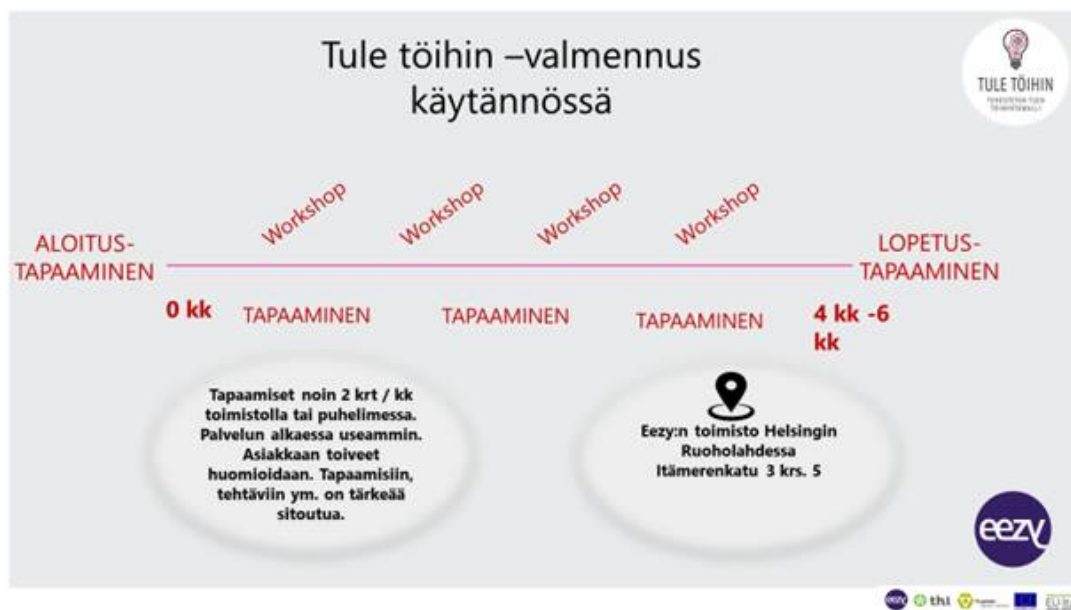 Tule töihin –valmennus
käytännössä
TULE TÖIHIN
Workshop
Workshop
Workshop
Workshop
ALOITUS-
TAPAAMINEN
LOPETUS-
TAPAAMINEN
0 kk
TAPAAMINEN
TAPAAMINEN
TAPAAMINEN
4 kk -6
kk
Tapaamiset noin 2 krt / kk
toimistolla tai puhelimessa.
Palvelun alkaessa useammin.
Asiakkaan toiveet
huomioidaan. Tapaamisiin,
tehtäviin ym. on tärkeää
sitoutua.
Eezy:n toimisto Helsingin
Ruoholahdessa
Itämerenkatu 3 krs. 5
eezy
eezy
thl